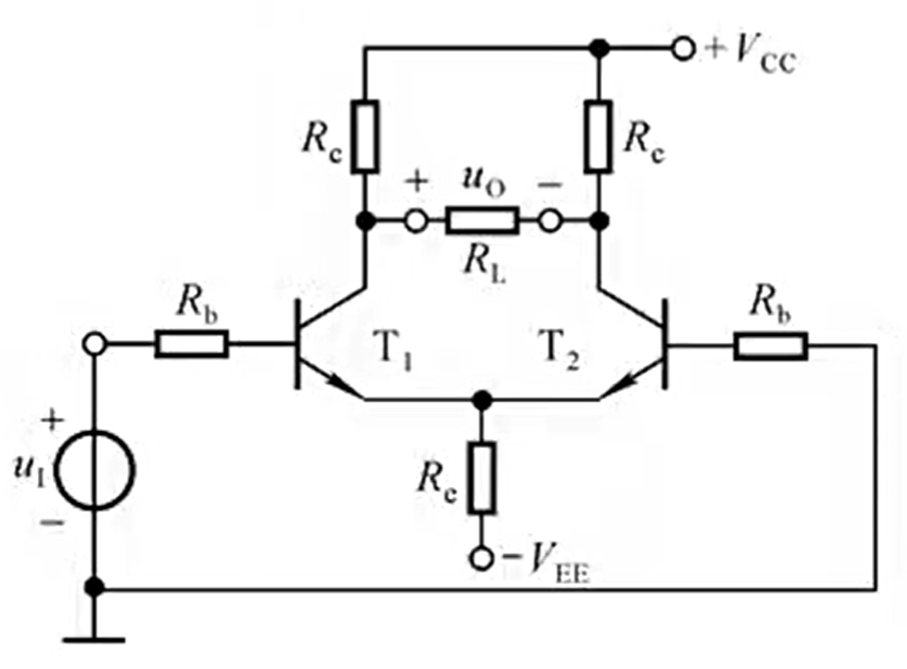 +V_CC
R_c
R_c
+ u_O −
R_L
R_b
R_b
T_1
T_2
+
u_I
−
R_e
−V_EE